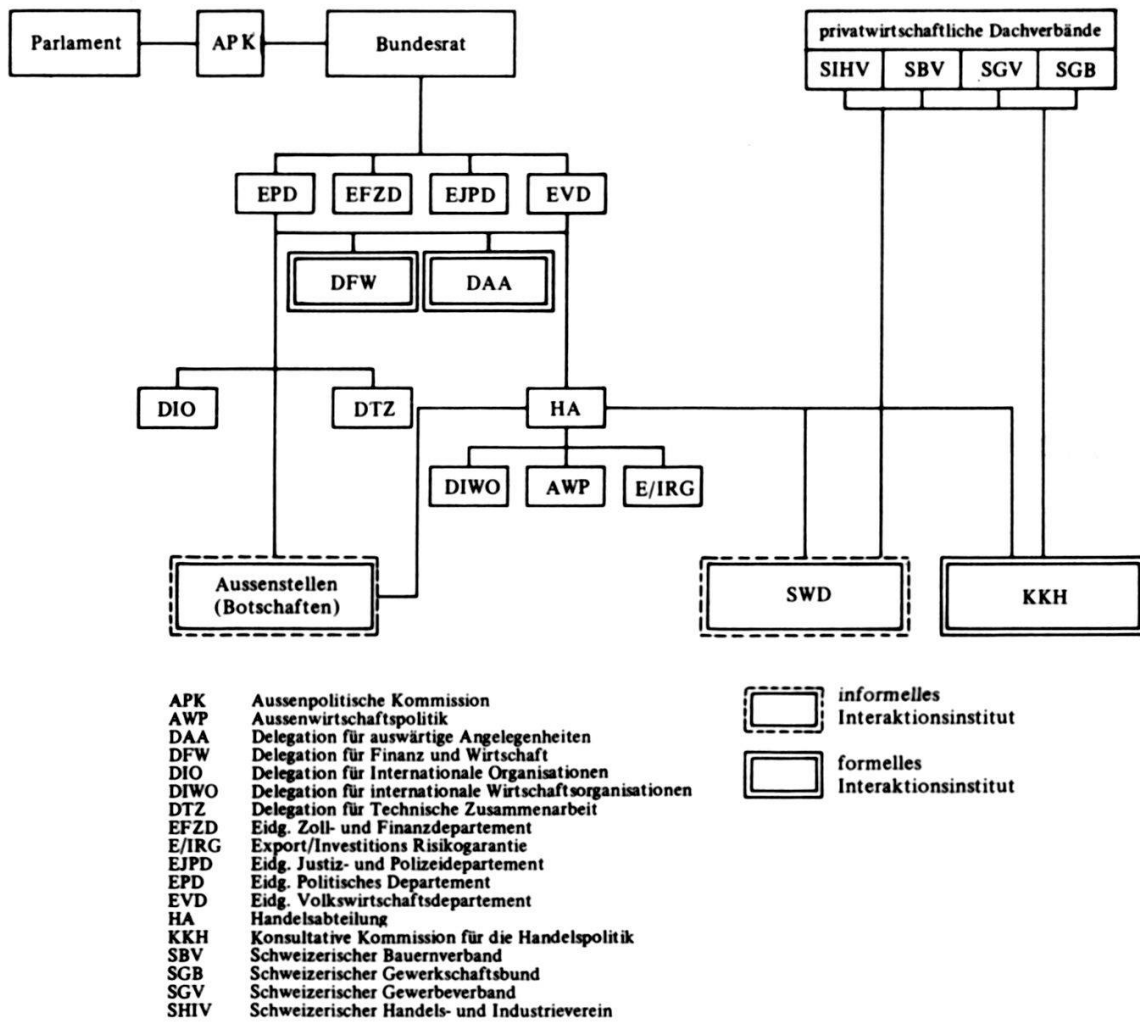 Parlament
APK
Bundesrat
privatwirtschaftliche Dachverbände
SIHV SBV SGV SGB
EPD EFZD EJPD EVD
DFW DAA
DIO DTZ HA
DIWO AWP E/IRG
Aussenstellen
(Botschaften)
SWD
KKH
APK Aussenpolitische Kommission
AWP Aussenwirtschaftspolitik
DAA Delegation für auswärtige Angelegenheiten
DFW Delegation für Finanz und Wirtschaft
DIO Delegation für Internationale Organisationen
DIWO Delegation für internationale Wirtschaftsorganisationen
DTZ Delegation für Technische Zusammenarbeit
EFZD Eidg. Zoll- und Finanzdepartement
E/IRG Export/Investitions Risikogarantie
EJPD Eidg. Justiz- und Polizeidepartement
EPD Eidg. Politisches Departement
EVD Eidg. Volkswirtschaftsdepartement
HA Handelsabteilung
KKH Konsultative Kommission für die Handelspolitik
SBV Schweizerischer Bauernverband
SGB Schweizerischer Gewerkschaftsbund
SGV Schweizerischer Gewerbeverband
SHIV Schweizerischer Handels- und Industrieverein
informelles
Interaktionsinstitut
formelles
Interaktionsinstitut